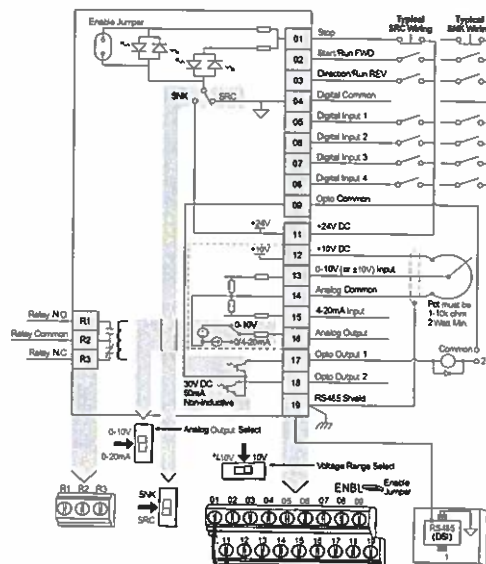 Enable Jumper
Typical
SRC Wiring
Typical
SNK Wiring
01
Stop
02
Start/Run FWD
03
Direction/Run REV
SNK
SRC
04
Digital Common
05
Digital Input 1
06
Digital Input 2
07
Digital Input 3
08
Digital Input 4
09
Opto Common
+24V
11
+24V DC
+10V
12
+10V DC
13
0-10V (or ±10V) Input
14
Analog Common
Pot must be
1-10k ohm
2 Watt Min.
15
4-20mA Input
0-10V
0/4-20mA
16
Analog Output
Relay N.O.
R1
Relay Common
R2
Relay N.C.
R3
17
Opto Output 1
Common
18
Opto Output 2
30V DC
50mA
Non-inductive
19
RS485 Shield
0-10V
0-20mA
Analog Output Select
±10V
10V
Voltage Range Select
R1 R2 R3
SNK
SRC
ENBL
Enable
Jumper
01 02 03 04 05 06 07 08 09
11 12 13 14 15 16 17 18 19
RS485
(DSI)
1